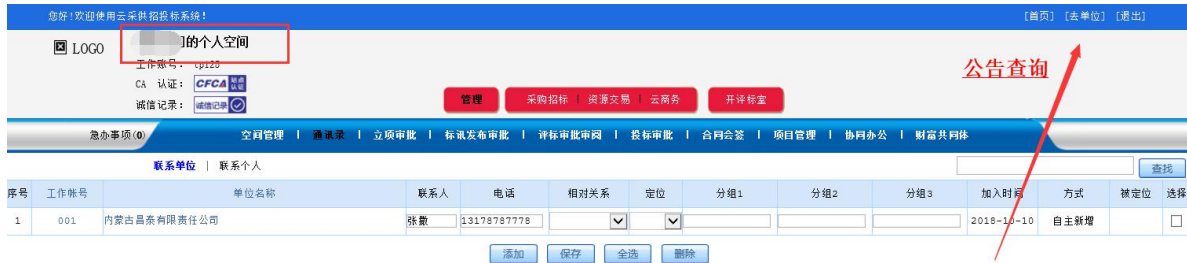 您好！欢迎使用云采供招投标系统！ [首页] [去单位] [退出]
LOGO 的个人空间
工作账号： tp128
CA 认证： CFCA 站点认证
诚信记录： 诚信记录
公告查询
管理 采购招标 | 资源交易 | 云商务 开评标室
急办事项(0) 空间管理 | 通讯录 | 立项审批 | 标讯发布审批 | 评标审批审阅 | 投标审批 | 合同会签 | 项目管理 | 协同办公 | 财富共同体
联系单位 | 联系个人 查找
序号 工作帐号 单位名称 联系人 电话 相对关系 定位 分组1 分组2 分组3 加入时间 方式 被定位 选择
1 001 内蒙古昌泰有限责任公司 张撒 13178787778 2018-10-10 自主新增
添加 保存 全选 删除